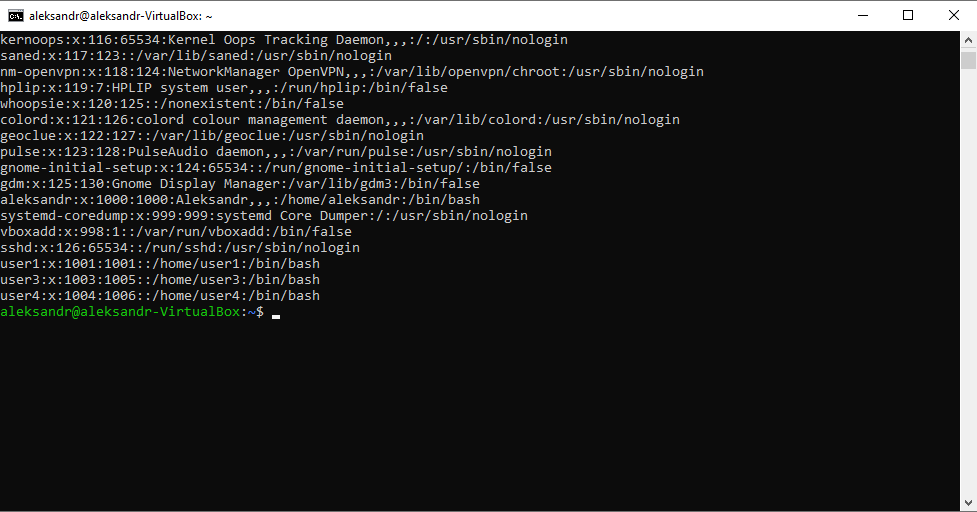 aleksandr@aleksandr-VirtualBox: ~
kernoops:x:116:65534:Kernel Oops Tracking Daemon,,,:/:/usr/sbin/nologin
saned:x:117:123::/var/lib/saned:/usr/sbin/nologin
nm-openvpn:x:118:124:NetworkManager OpenVPN,,,:/var/lib/openvpn/chroot:/usr/sbin/nologin
hplip:x:119:7:HPLIP system user,,,:/run/hplip:/bin/false
whoopsie:x:120:125::/nonexistent:/bin/false
colord:x:121:126:colord colour management daemon,,,:/var/lib/colord:/usr/sbin/nologin
geoclue:x:122:127::/var/lib/geoclue:/usr/sbin/nologin
pulse:x:123:128:PulseAudio daemon,,,:/var/run/pulse:/usr/sbin/nologin
gnome-initial-setup:x:124:65534::/run/gnome-initial-setup/:/bin/false
gdm:x:125:130:Gnome Display Manager:/var/lib/gdm3:/bin/false
aleksandr:x:1000:1000:Aleksandr,,,:/home/aleksandr:/bin/bash
systemd-coredump:x:999:999:systemd Core Dumper:/:/usr/sbin/nologin
vboxadd:x:998:1::/var/run/vboxadd:/bin/false
sshd:x:126:65534::/run/sshd:/usr/sbin/nologin
user1:x:1001:1001::/home/user1:/bin/bash
user3:x:1003:1005::/home/user3:/bin/bash
user4:x:1004:1006::/home/user4:/bin/bash
aleksandr@aleksandr-VirtualBox:~$